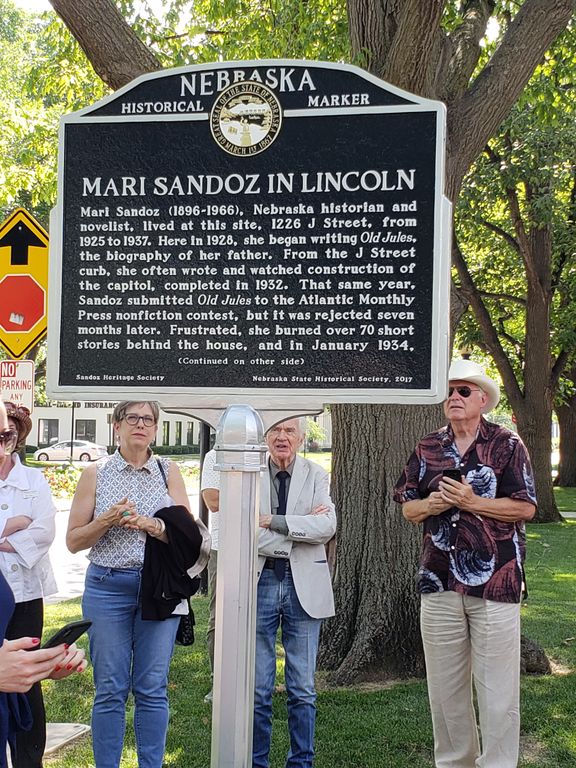 NEBRASKA
HISTORICAL MARKER
MARI SANDOZ IN LINCOLN
Mari Sandoz (1896-1966), Nebraska historian and
novelist, lived at this site, 1226 J Street, from
1925 to 1937. Here in 1928, she began writing Old Jules,
the biography of her father. From the J Street
curb, she often wrote and watched construction of
the capitol, completed in 1932. That same year,
Sandoz submitted Old Jules to the Atlantic Monthly
Press nonfiction contest, but it was rejected seven
months later. Frustrated, she burned over 70 short
stories behind the house, and in January 1934,
(Continued on other side)
Sandoz Heritage Society Nebraska State Historical Society, 2017
NO
PARKING
INSURANCE